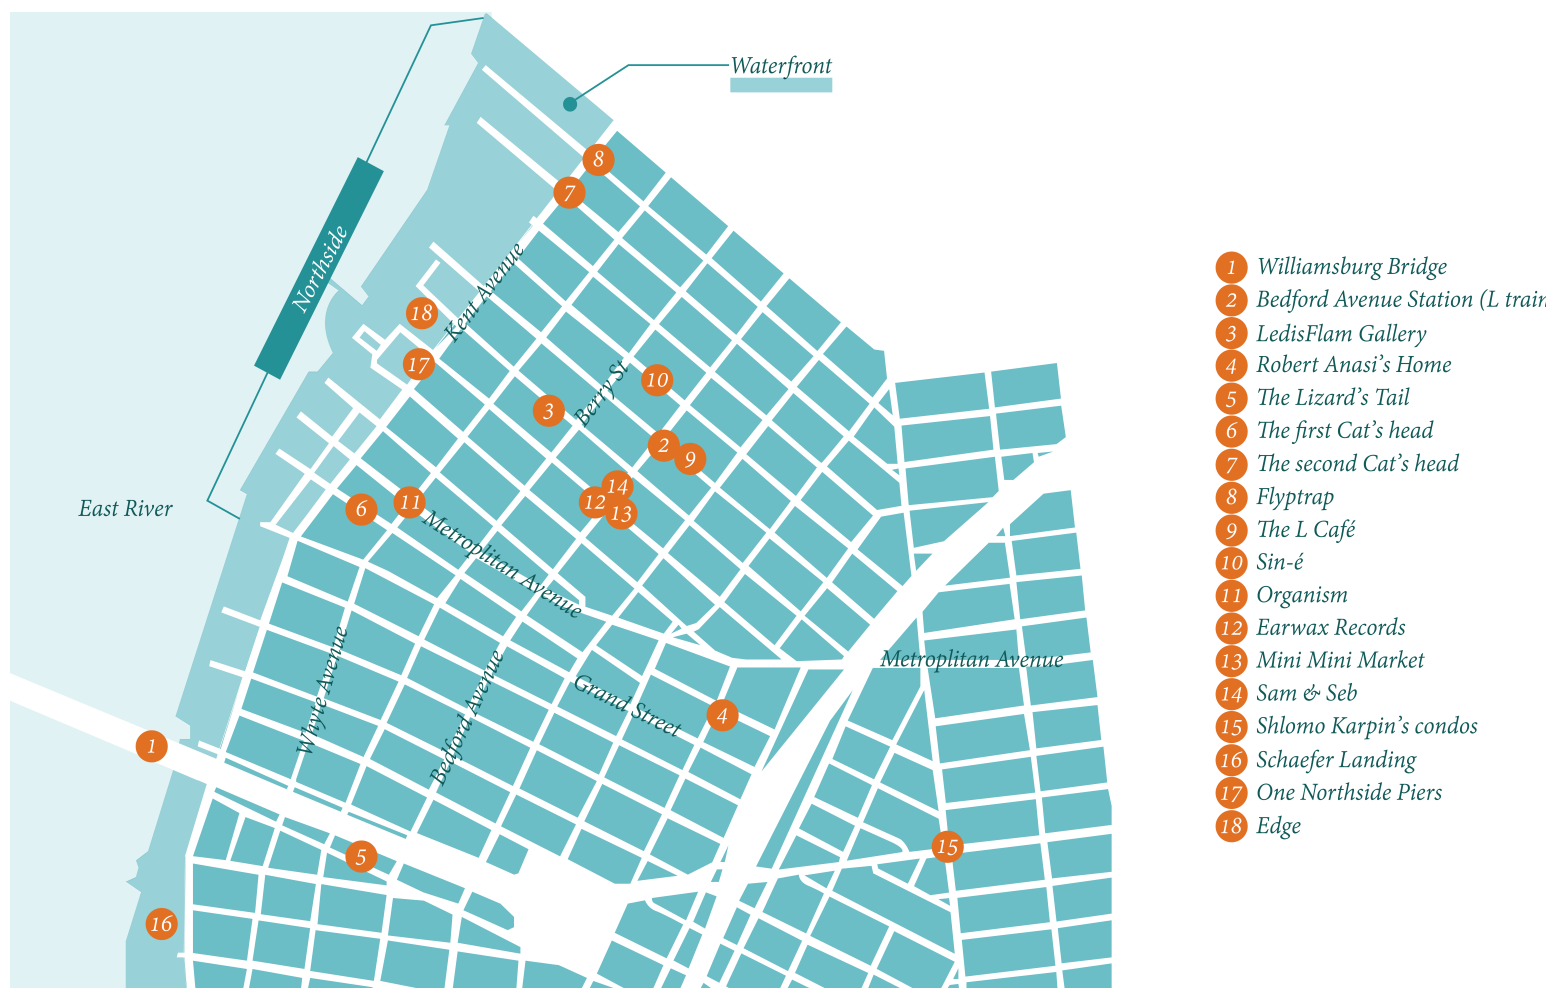 Waterfront
8
7
Northside
Kent Avenue
18
17
Berry St
10
3
2
9
14
12
13
6
11
East River
Metroplitan Avenue
Metroplitan Avenue
Whyte Avenue
Bedford Avenue
Grand Street
4
1
5
15
16
1 Williamsburg Bridge
2 Bedford Avenue Station (L train
3 LedisFlam Gallery
4 Robert Anasi’s Home
5 The Lizard’s Tail
6 The first Cat’s head
7 The second Cat’s head
8 Flyptrap
9 The L Café
10 Sin-é
11 Organism
12 Earwax Records
13 Mini Mini Market
14 Sam & Seb
15 Shlomo Karpin’s condos
16 Schaefer Landing
17 One Northside Piers
18 Edge